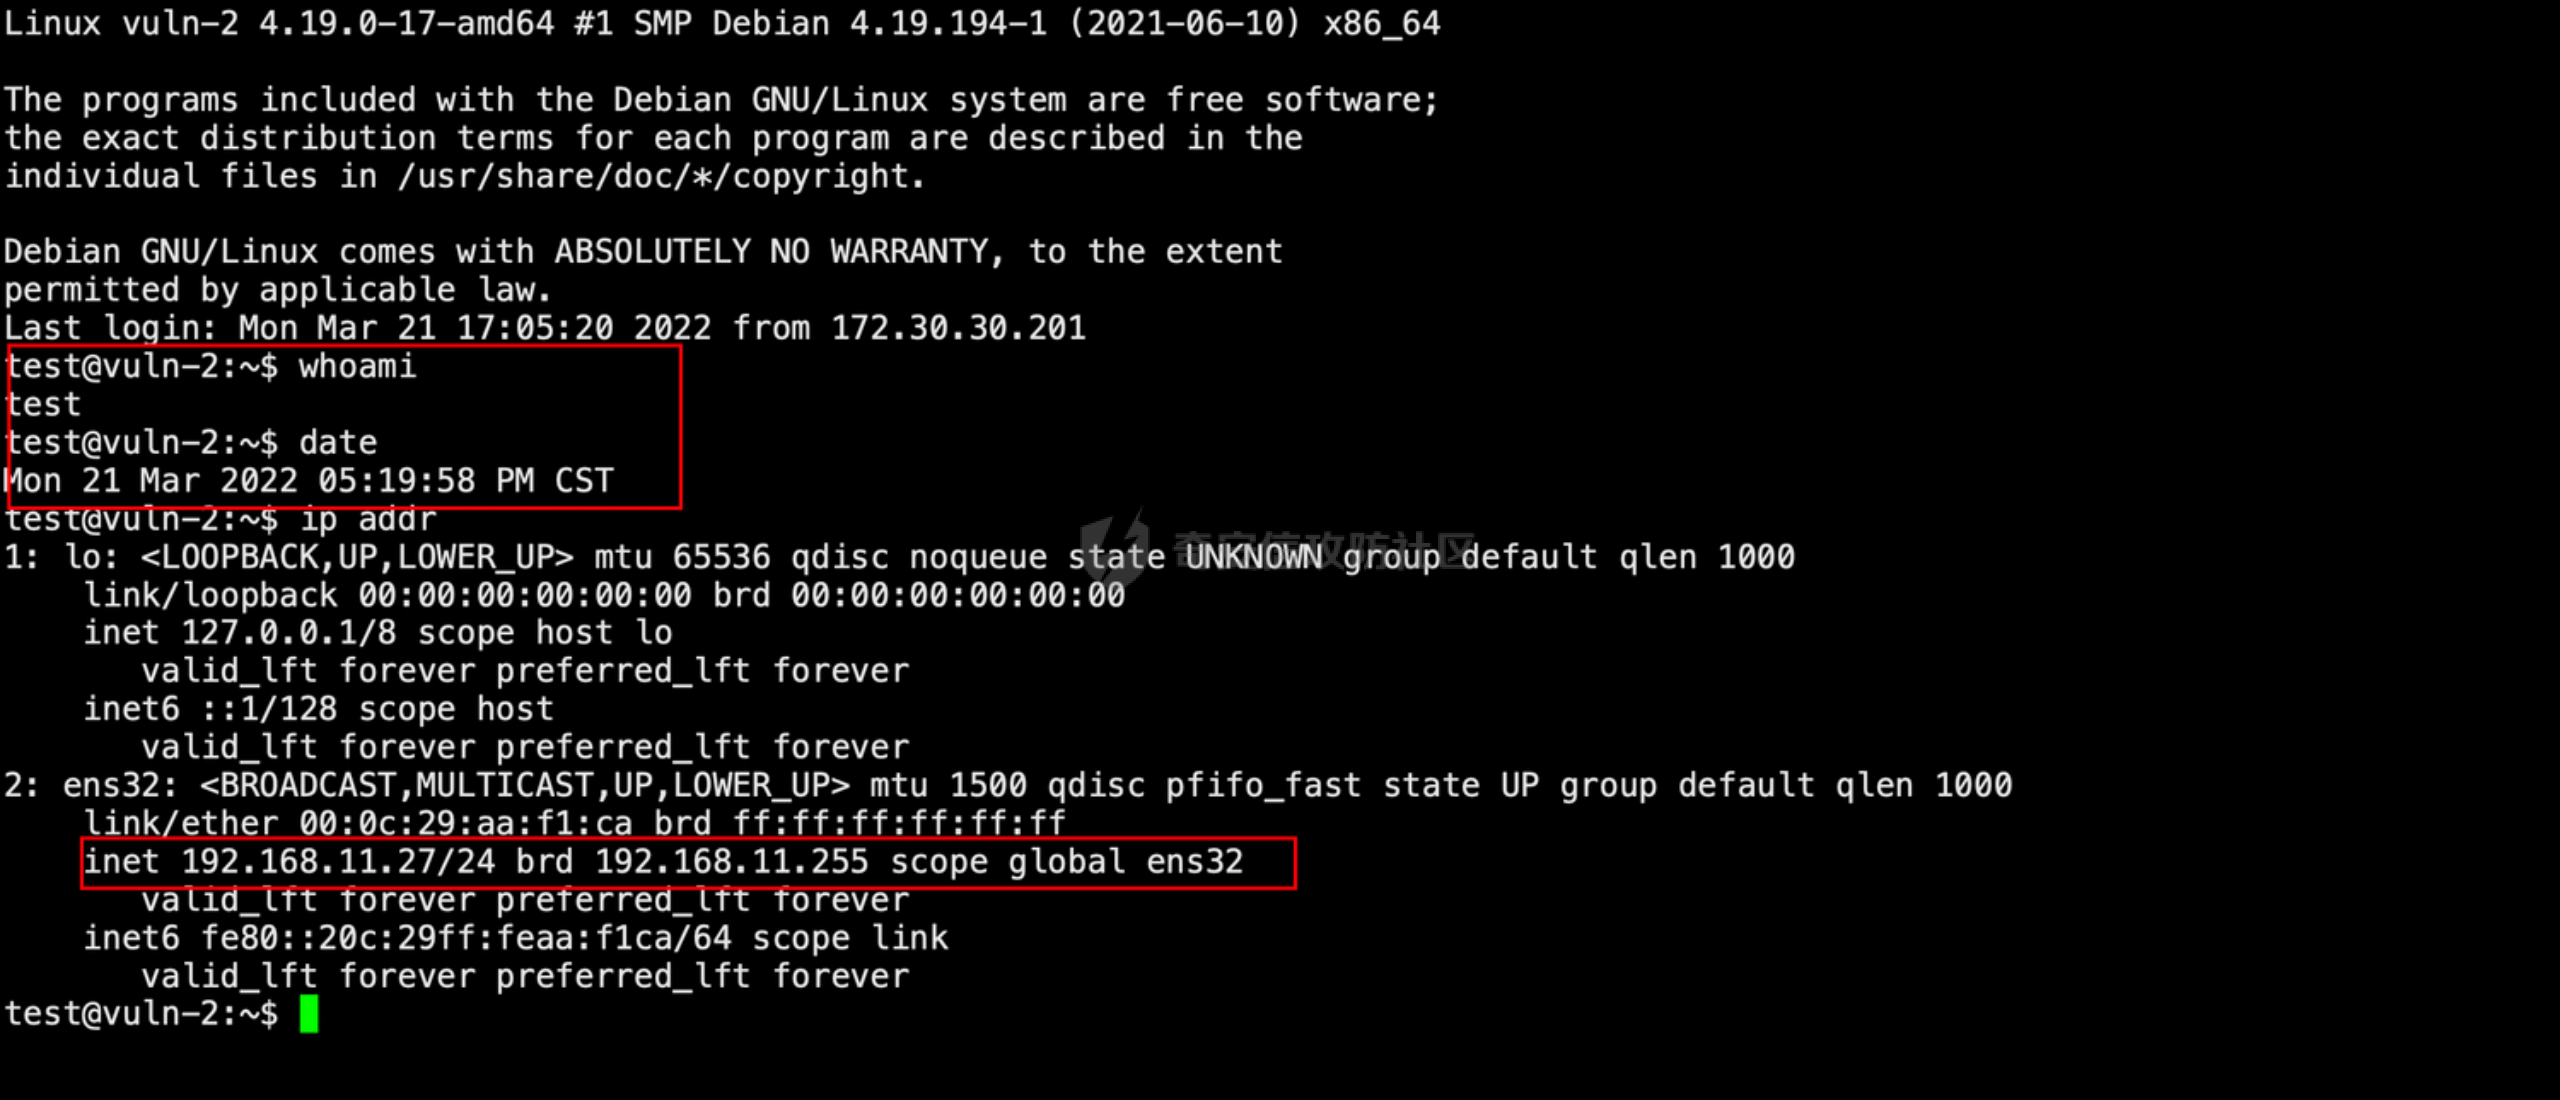 Linux vuln-2 4.19.0-17-amd64 #1 SMP Debian 4.19.194-1 (2021-06-10) x86_64
The programs included with the Debian GNU/Linux system are free software;
the exact distribution terms for each program are described in the
individual files in /usr/share/doc/*/copyright.
Debian GNU/Linux comes with ABSOLUTELY NO WARRANTY, to the extent
permitted by applicable law.
Last login: Mon Mar 21 17:05:20 2022 from 172.30.30.201
test@vuln-2:~$ whoami
test
test@vuln-2:~$ date
Mon 21 Mar 2022 05:19:58 PM CST
test@vuln-2:~$ ip addr
1: lo: <LOOPBACK,UP,LOWER_UP> mtu 65536 qdisc noqueue state UNKNOWN group default qlen 1000
    link/loopback 00:00:00:00:00:00 brd 00:00:00:00:00:00
    inet 127.0.0.1/8 scope host lo
       valid_lft forever preferred_lft forever
    inet6 ::1/128 scope host
       valid_lft forever preferred_lft forever
2: ens32: <BROADCAST,MULTICAST,UP,LOWER_UP> mtu 1500 qdisc pfifo_fast state UP group default qlen 1000
    link/ether 00:0c:29:aa:f1:ca brd ff:ff:ff:ff:ff:ff
    inet 192.168.11.27/24 brd 192.168.11.255 scope global ens32
       valid_lft forever preferred_lft forever
    inet6 fe80::20c:29ff:feaa:f1ca/64 scope link
       valid_lft forever preferred_lft forever
test@vuln-2:~$
奇安信攻防社区